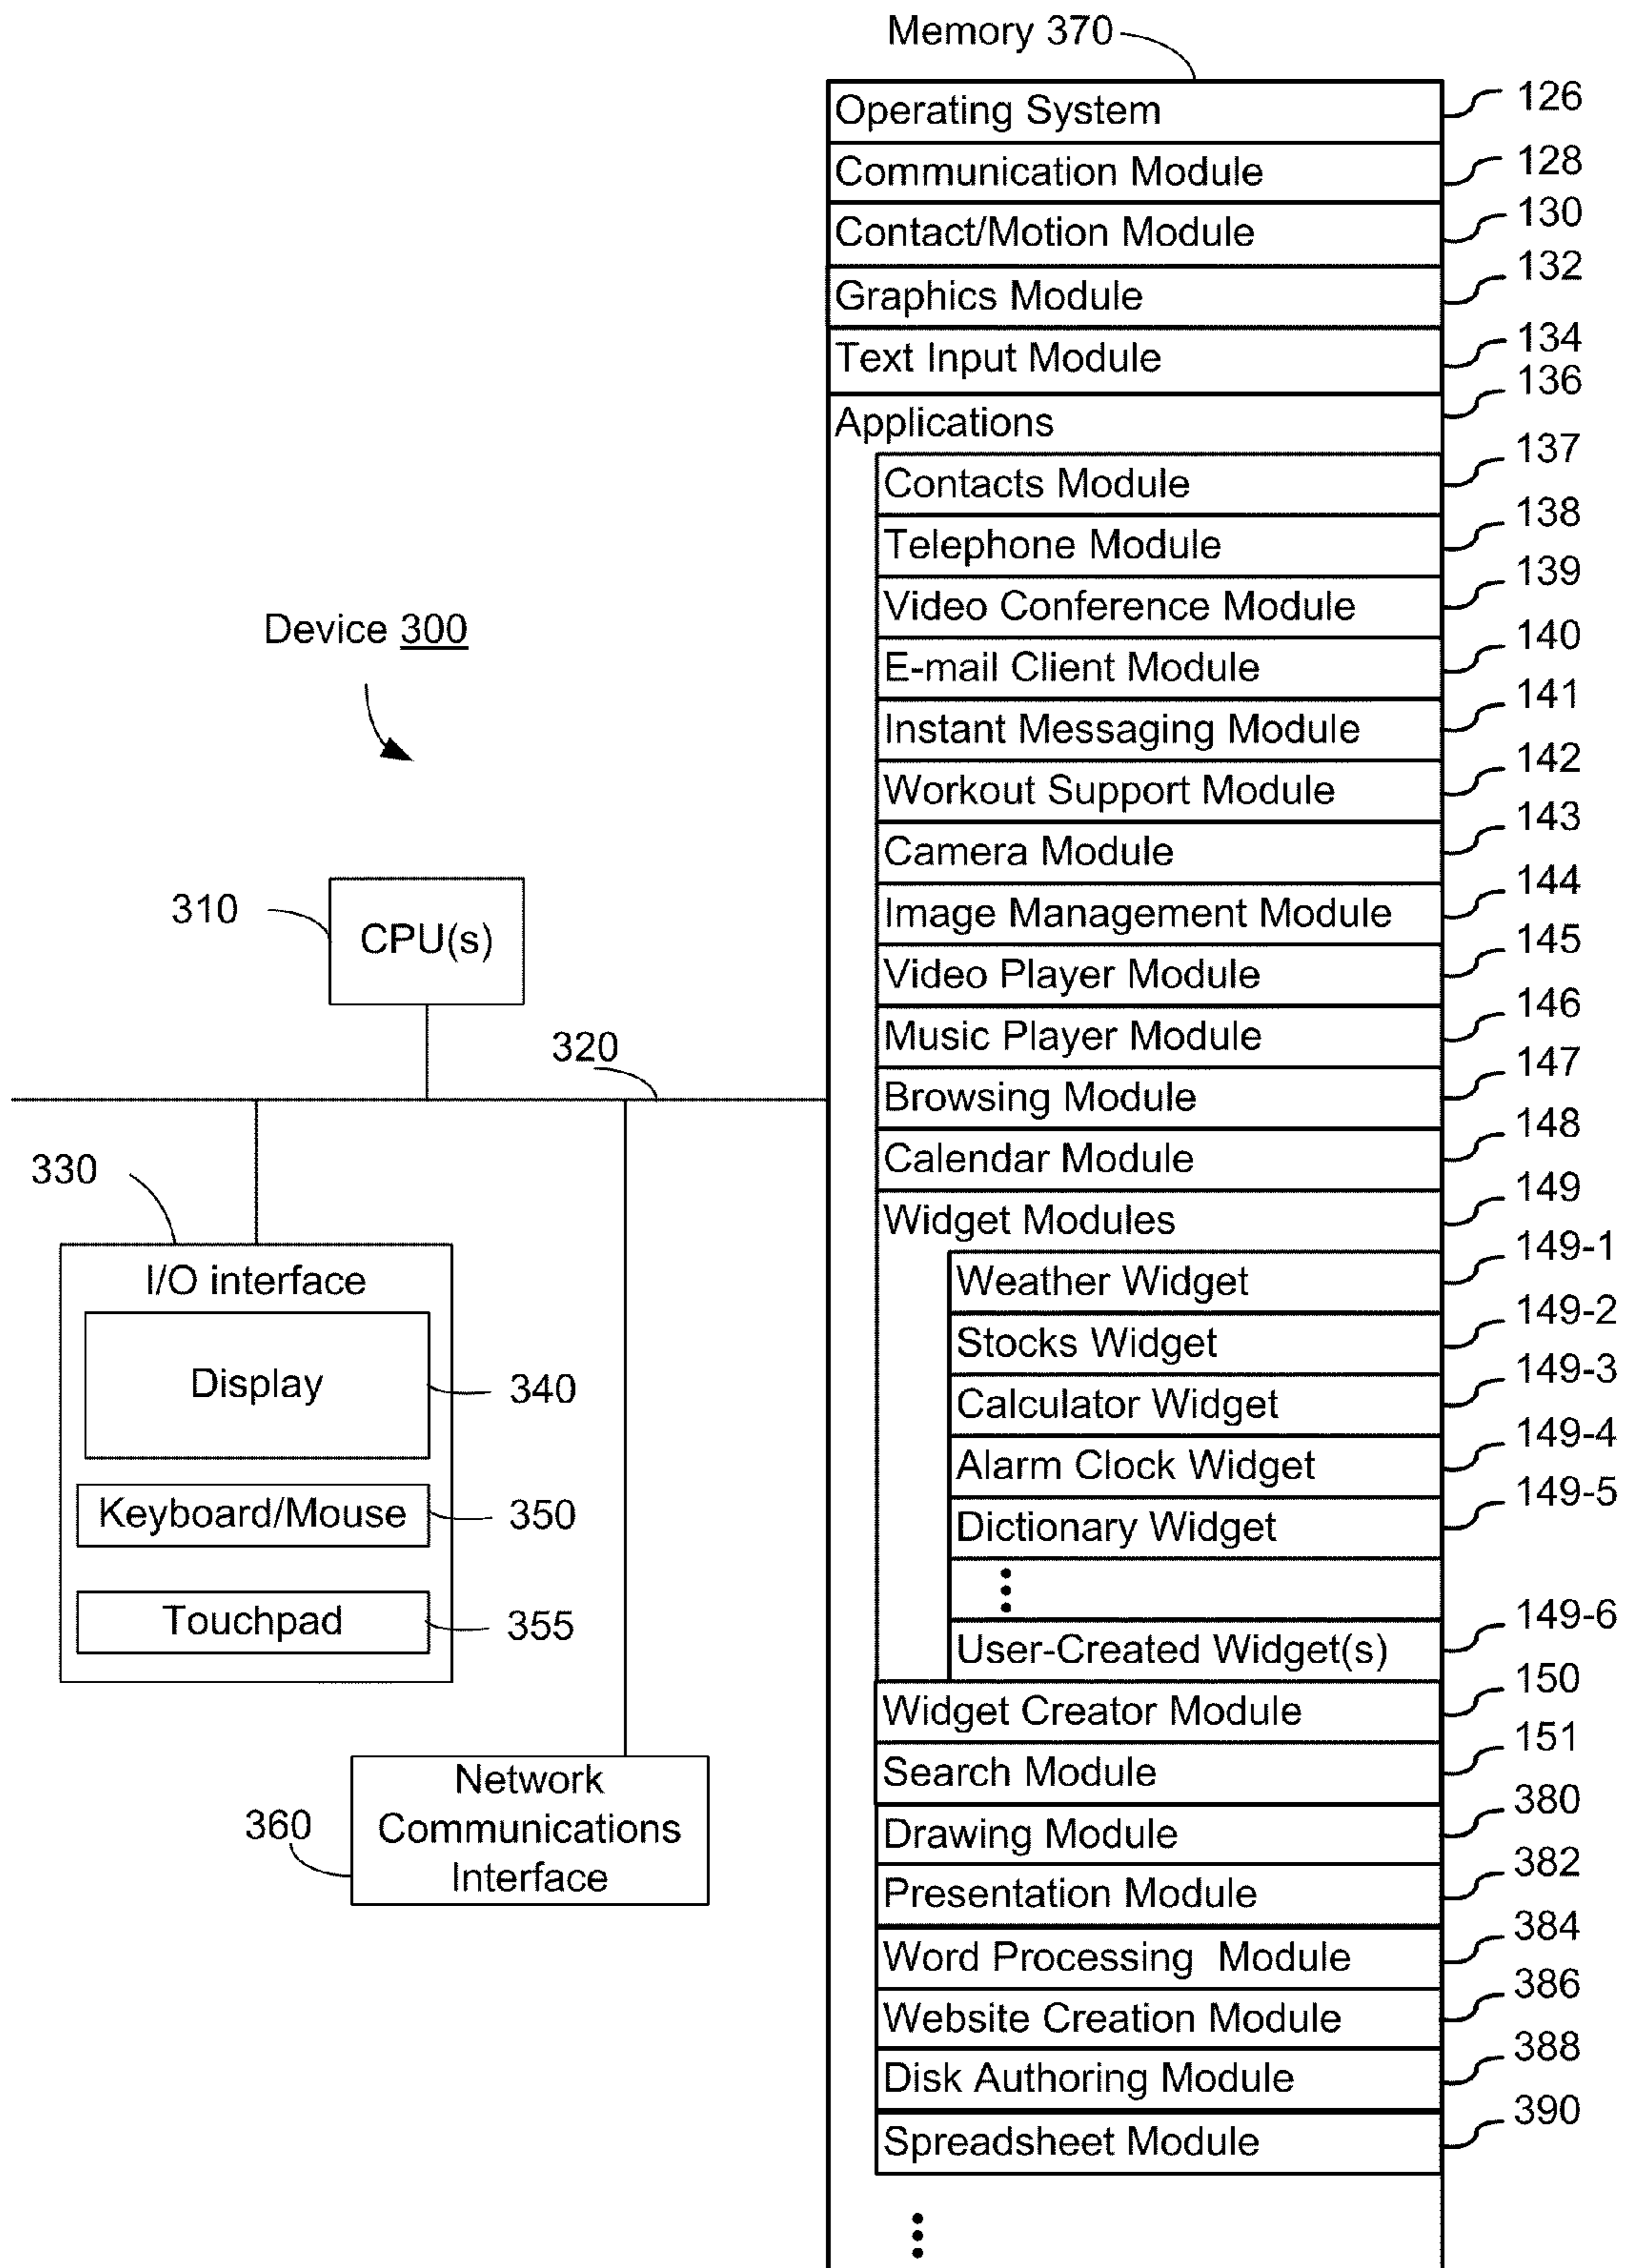 Memory 370
Operating System 126
Communication Module 128
Contact/Motion Module 130
Graphics Module 132
Text Input Module 134
Applications 136
Contacts Module 137
Telephone Module 138
Video Conference Module 139
E-mail Client Module 140
Instant Messaging Module 141
Workout Support Module 142
Camera Module 143
Image Management Module 144
Video Player Module 145
Music Player Module 146
Browsing Module 147
Calendar Module 148
Widget Modules 149
Weather Widget 149-1
Stocks Widget 149-2
Calculator Widget 149-3
Alarm Clock Widget 149-4
Dictionary Widget 149-5
User-Created Widget(s) 149-6
Widget Creator Module 150
Search Module 151
Drawing Module 380
Presentation Module 382
Word Processing Module 384
Website Creation Module 386
Disk Authoring Module 388
Spreadsheet Module 390
Device 300
310 CPU(s)
320
330
I/O interface
Display 340
Keyboard/Mouse 350
Touchpad 355
360
Network
Communications
Interface